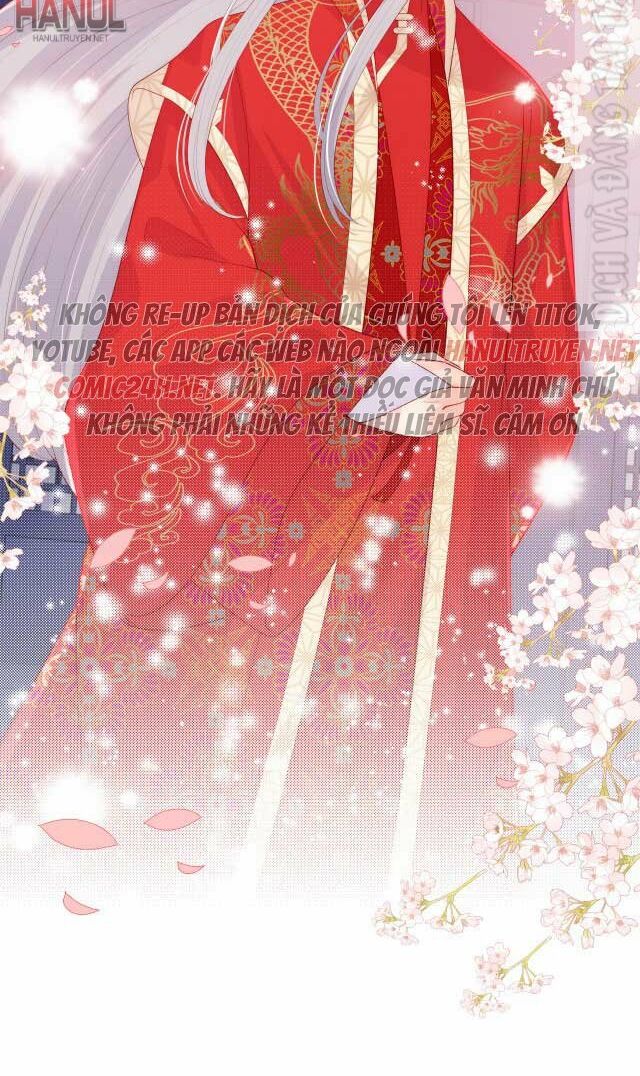 HANUL
HANULTRUYEN.NET
KHÔNG RE-UP BẢN DỊCH CỦA CHÚNG TÔI LÊN TITOK,
YOTUBE, CÁC APP CÁC WEB NÀO NGOẠI HANULTRUYEN.NET
COMIC24H.NET. HÃY LÀ MỘT ĐỌC GIẢ VĂN MINH CHỨ
KHÔNG PHẢI NHỮNG KẺ THIẾU LIÊM SĨ. CẢM ƠN